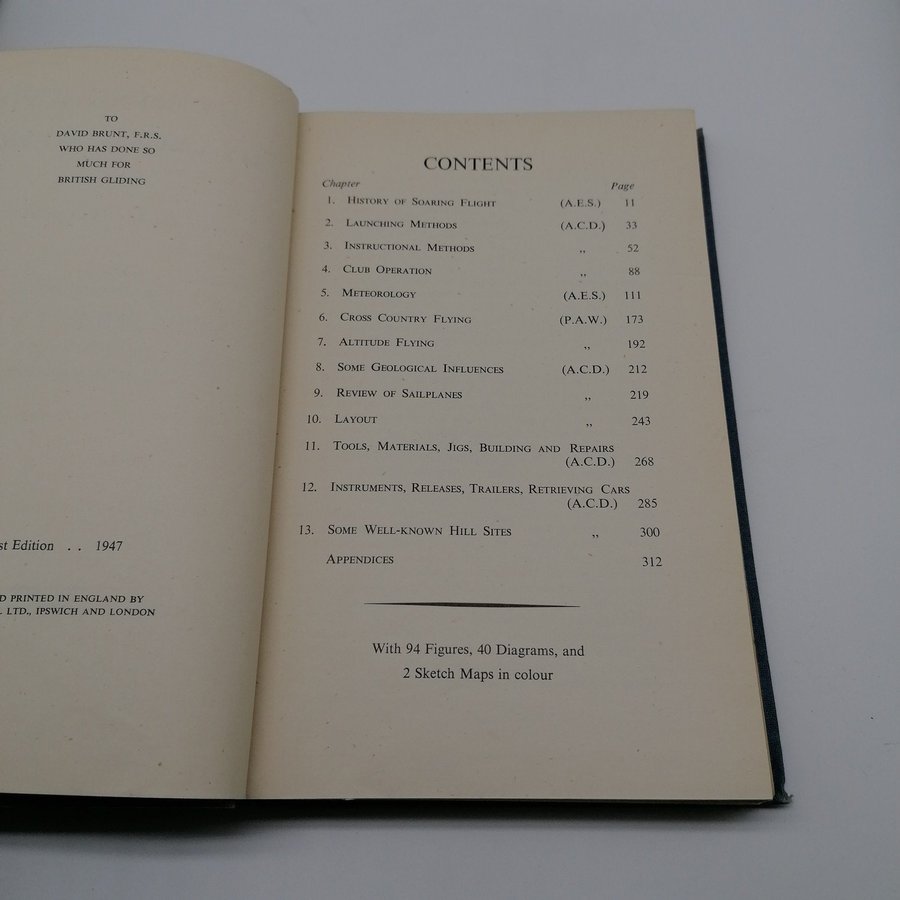 TO
DAVID BRUNT, F.R.S.
WHO HAS DONE SO
MUCH FOR
BRITISH GLIDING
Edition . . 1947
PRINTED IN ENGLAND BY
LTD., IPSWICH AND LONDON
CONTENTS
Chapter Page
1. HISTORY OF SOARING FLIGHT (A.E.S.) 11
2. LAUNCHING METHODS (A.C.D.) 33
3. INSTRUCTIONAL METHODS ,, 52
4. CLUB OPERATION ,, 88
5. METEOROLOGY (A.E.S.) 111
6. CROSS COUNTRY FLYING (P.A.W.) 173
7. ALTITUDE FLYING ,, 192
8. SOME GEOLOGICAL INFLUENCES (A.C.D.) 212
9. REVIEW OF SAILPLANES ,, 219
10. LAYOUT ,, 243
11. TOOLS, MATERIALS, JIGS, BUILDING AND REPAIRS
(A.C.D.) 268
12. INSTRUMENTS, RELEASES, TRAILERS, RETRIEVING CARS
(A.C.D.) 285
13. SOME WELL-KNOWN HILL SITES ,, 300
APPENDICES 312
With 94 Figures, 40 Diagrams, and
2 Sketch Maps in colour